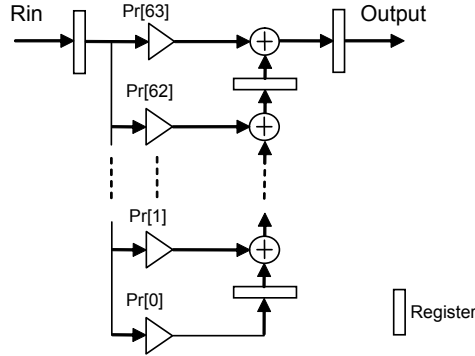 Rin
Pr[63]
Output
Pr[62]
Pr[1]
Pr[0]
Register